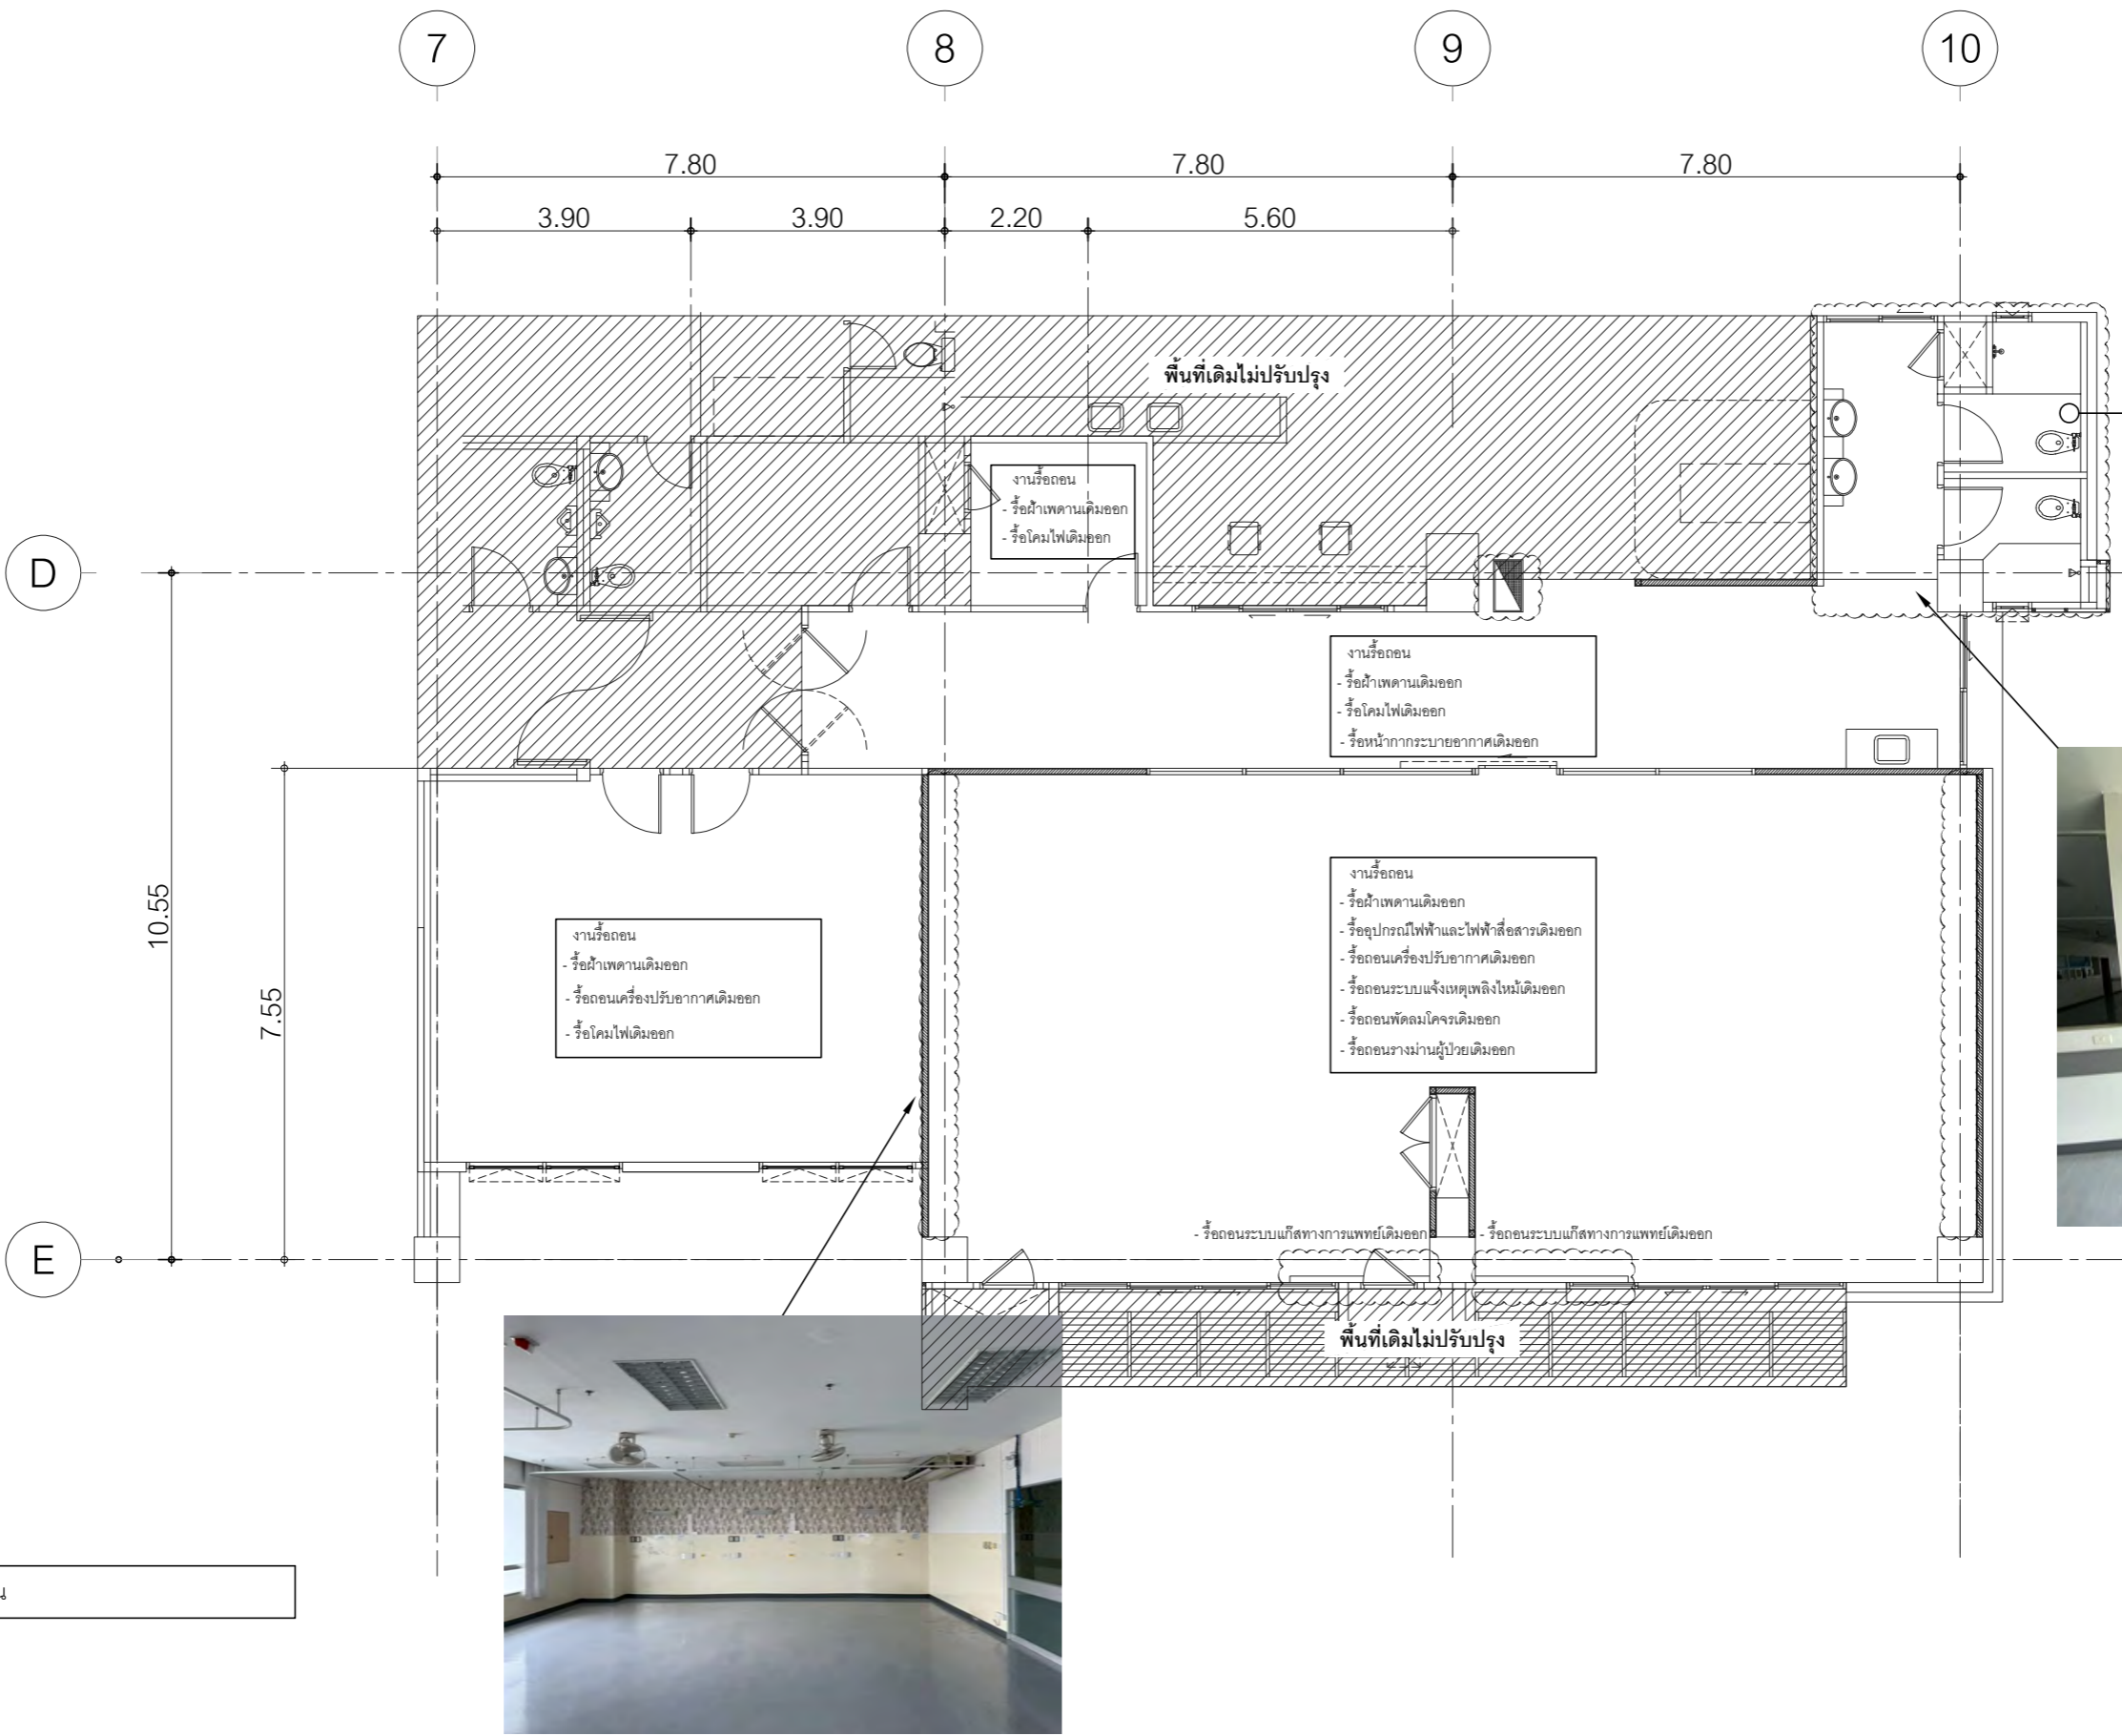 7
8
9
10
7.80
7.80
7.80
3.90
3.90
2.20
5.60
พื้นที่เดิมไม่ปรับปรุง
งานรื้อถอน
- รื้อฝ้าเพดานเดิมออก
- รื้อโคมไฟเดิมออก
D
งานรื้อถอน
- รื้อฝ้าเพดานเดิมออก
- รื้อโคมไฟเดิมออก
- รื้อหน้ากากระบายอากาศเดิมออก
10.55
7.55
งานรื้อถอน
- รื้อฝ้าเพดานเดิมออก
- รื้อถอนเครื่องปรับอากาศเดิมออก
- รื้อโคมไฟเดิมออก
งานรื้อถอน
- รื้อฝ้าเพดานเดิมออก
- รื้ออุปกรณ์ไฟฟ้าและไฟฟ้าสื่อสารเดิมออก
- รื้อถอนเครื่องปรับอากาศเดิมออก
- รื้อถอนระบบแจ้งเหตุเพลิงไหม้เดิมออก
- รื้อถอนพัดลมโคจรเดิมออก
- รื้อถอนรางม่านผู้ป่วยเดิมออก
- รื้อถอนระบบแก๊สทางการแพทย์เดิมออก
- รื้อถอนระบบแก๊สทางการแพทย์เดิมออก
E
พื้นที่เดิมไม่ปรับปรุง
น